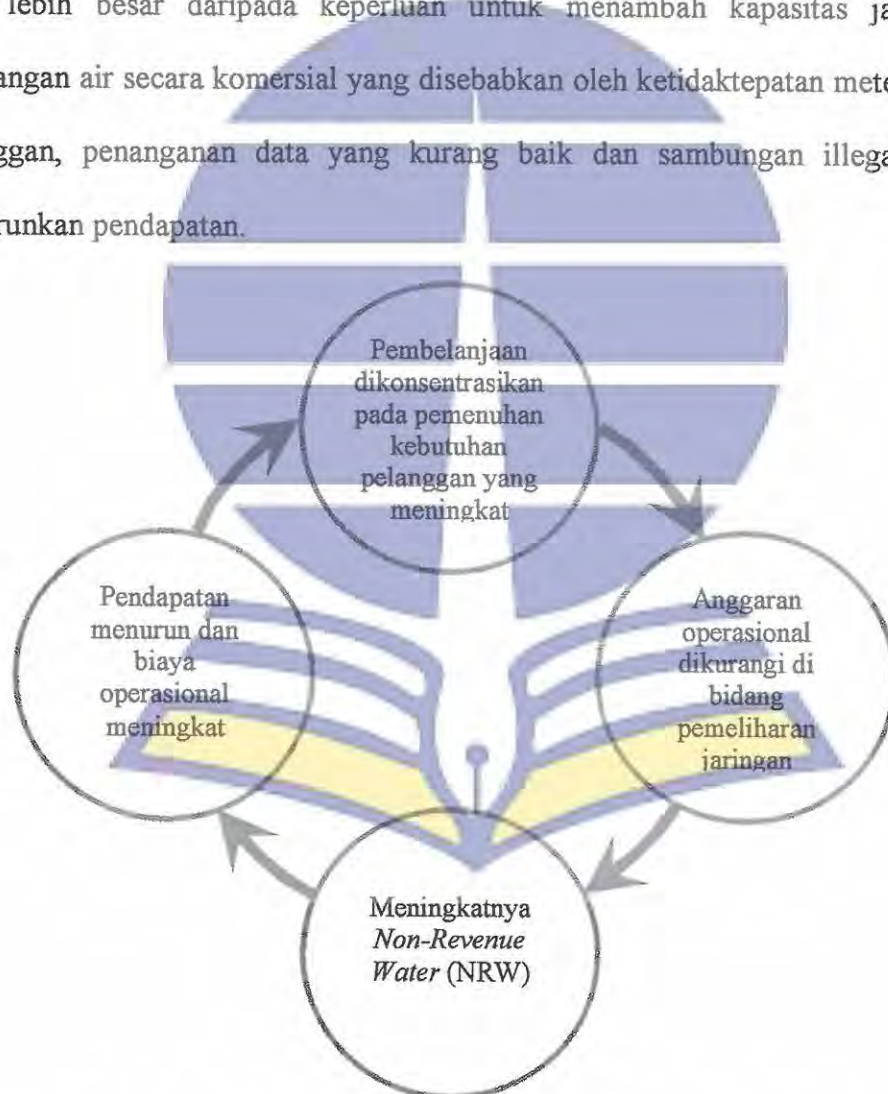 lebih besar daripada keperluan untuk menambah kapasitas ja
angan air secara komersial yang disebabkan oleh ketidaktepatan mete
ggan, penanganan data yang kurang baik dan sambungan illega
runkan pendapatan.
Pembelanjaan
dikonsentrasikan
pada pemenuhan
kebutuhan
pelanggan yang
meningkat
Pendapatan
menurun dan
biaya
operasional
meningkat
Anggaran
operasional
dikurangi di
bidang
pemeliharan
jaringan
Meningkatnya
Non-Revenue
Water (NRW)